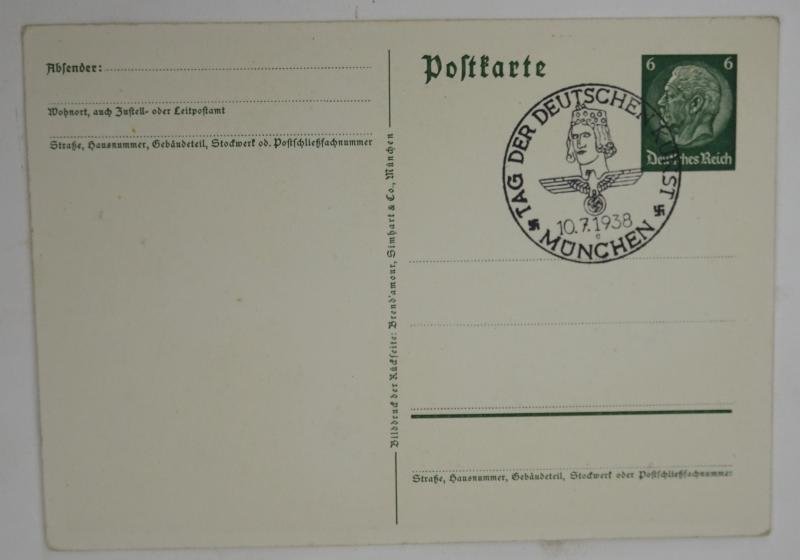 Absender:
Wohnort, auch Zustell- oder Leitpostamt
Straße, Hausnummer, Gebäudeteil, Stockwerk od. Postschließfachnummer
Bilddruck der Rückseite: Brend'amour, Simhart & Co., München
Postkarte
6 6
Deutsches Reich
TAG DER DEUTSCHEN KUNST
10.7.1938
MÜNCHEN
Straße, Hausnummer, Gebäudeteil, Stockwerk oder Postschließfachnummer